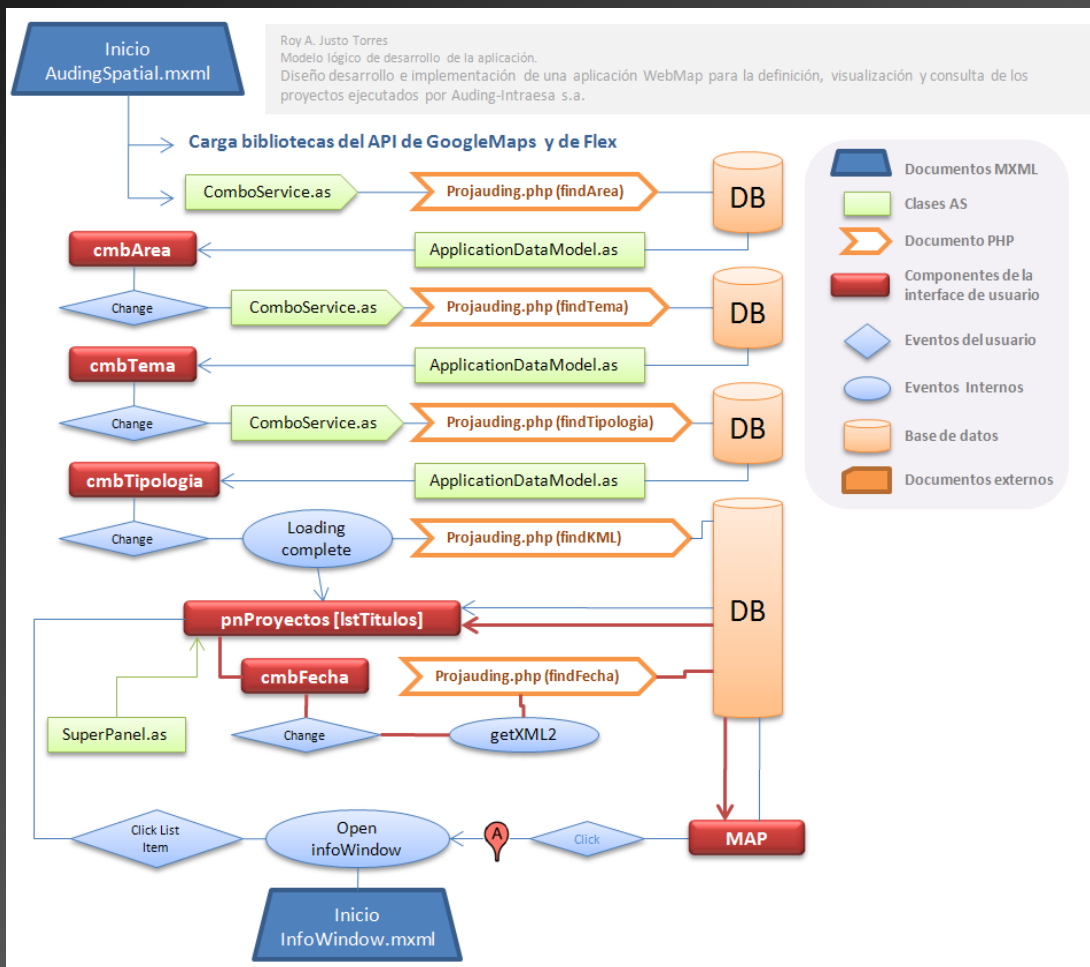 Inicio
AudingSpatial.mxml
Roy A. Justo Torres
Modelo lógico de desarrollo de la aplicación.
Diseño desarrollo e implementación de una aplicación WebMap para la definición, visualización y consulta de los
proyectos ejecutados por Auding-Intraesa s.a.
Carga bibliotecas del API de GoogleMaps y de Flex
ComboService.as
Projauding.php (findArea)
DB
cmbArea
ApplicationDataModel.as
Change
ComboService.as
Projauding.php (findTema)
DB
cmbTema
ApplicationDataModel.as
Change
ComboService.as
Projauding.php (findTipologia)
DB
cmbTipologia
ApplicationDataModel.as
Change
Loading
complete
Projauding.php (findKML)
DB
pnProyectos [lstTitulos]
cmbFecha
Projauding.php (findFecha)
SuperPanel.as
Change
getXML2
Click List
Item
Open
infoWindow
A
Click
MAP
Inicio
InfoWindow.mxml
Documentos MXML
Clases AS
Documento PHP
Componentes de la
interface de usuario
Eventos del usuario
Eventos Internos
Base de datos
Documentos externos